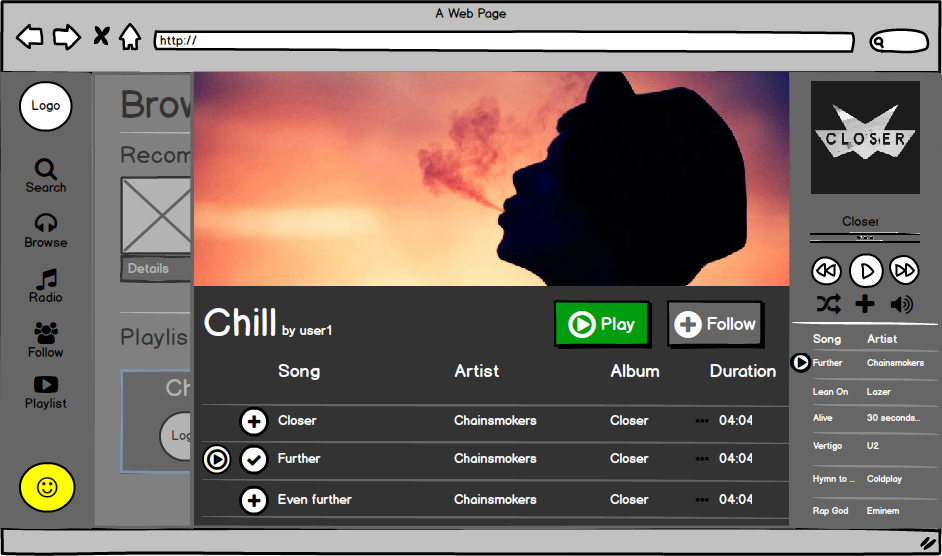 A Web Page
http://
Logo
Search
Browse
Radio
Follow
Playlist
Brow
Recom
Details
Playlis
Ch
Log
Chill by user1
Play
Follow
Song Artist Album Duration
Closer Chainsmokers Closer ••• 04:04
Further Chainsmokers Closer ••• 04:04
Even further Chainsmokers Closer ••• 04:04
CLOSER
Closer
Song Artist
Further Chainsmokers
Lean On Lazer
Alive 30 seconds...
Vertigo U2
Hymn to ... Coldplay
Rap God Eminem